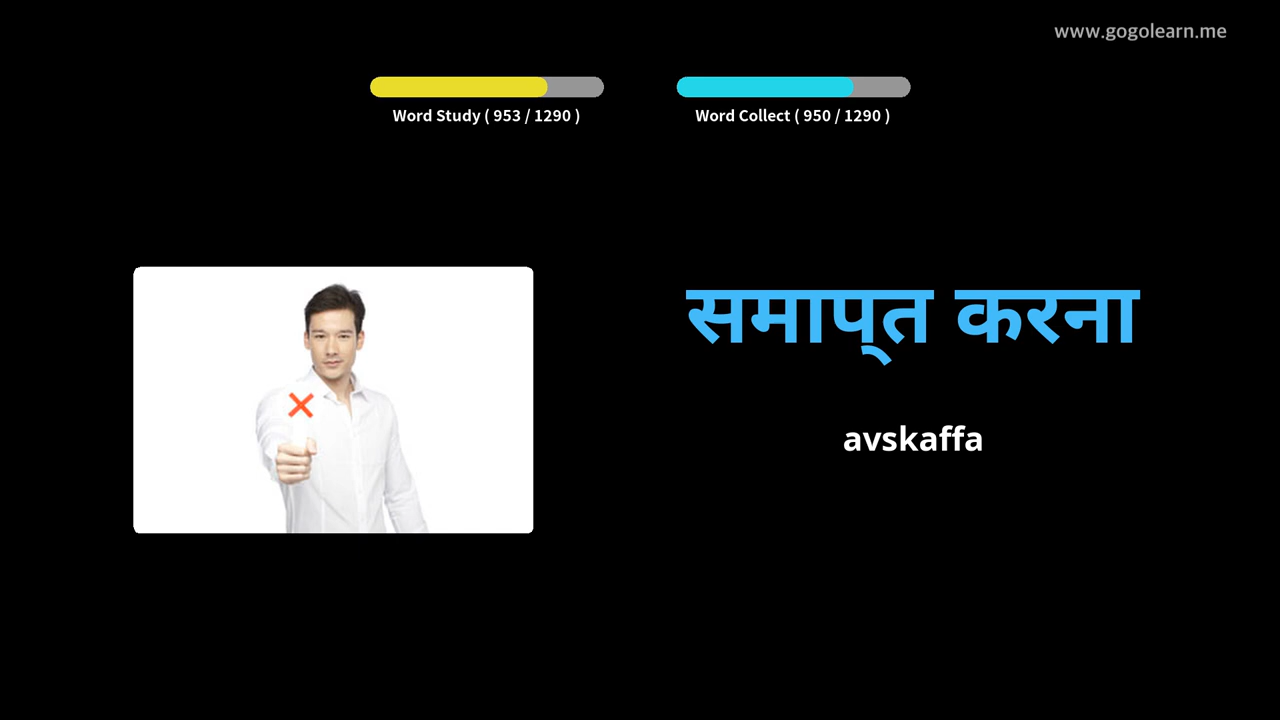 www.gogolearn.me
Word Study ( 953 / 1290 )
Word Collect ( 950 / 1290 )
समाप्त करना
avskaffa